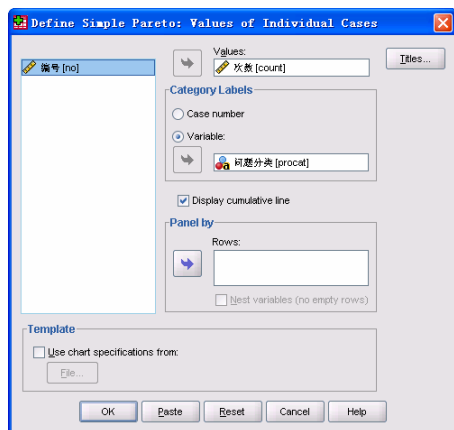 Define Simple Pareto: Values of Individual Cases
编号 [no]
Values:
次数 [count]
Titles...
Category Labels
Case number
Variable:
问题分类 [procat]
Display cumulative line
Panel by
Rows:
Nest variables (no empty rows)
Template
Use chart specifications from:
File...
OK Paste Reset Cancel Help